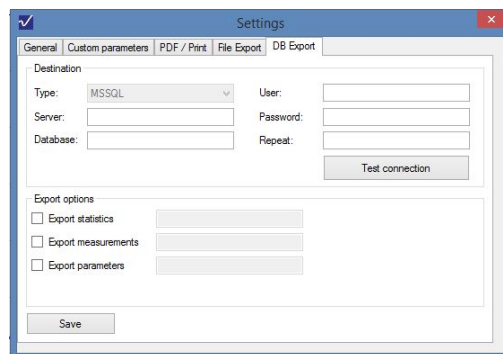 Settings
General Custom parameters PDF / Print File Export DB Export
Destination
Type: MSSQL User:
Server: Password:
Database: Repeat:
Test connection
Export options
Export statistics
Export measurements
Export parameters
Save